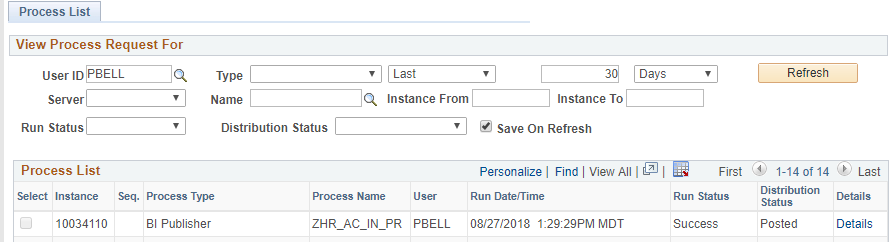 Process List
View Process Request For
User ID PBELL Type Last 30 Days Refresh
Server Name Instance From Instance To
Run Status Distribution Status Save On Refresh
Process List Personalize | Find | View All | | First 1-14 of 14 Last
Select Instance Seq. Process Type Process Name User Run Date/Time Run Status Distribution Status Details
10034110 BI Publisher ZHR_AC_IN_PR PBELL 08/27/2018 1:29:29PM MDT Success Posted Details